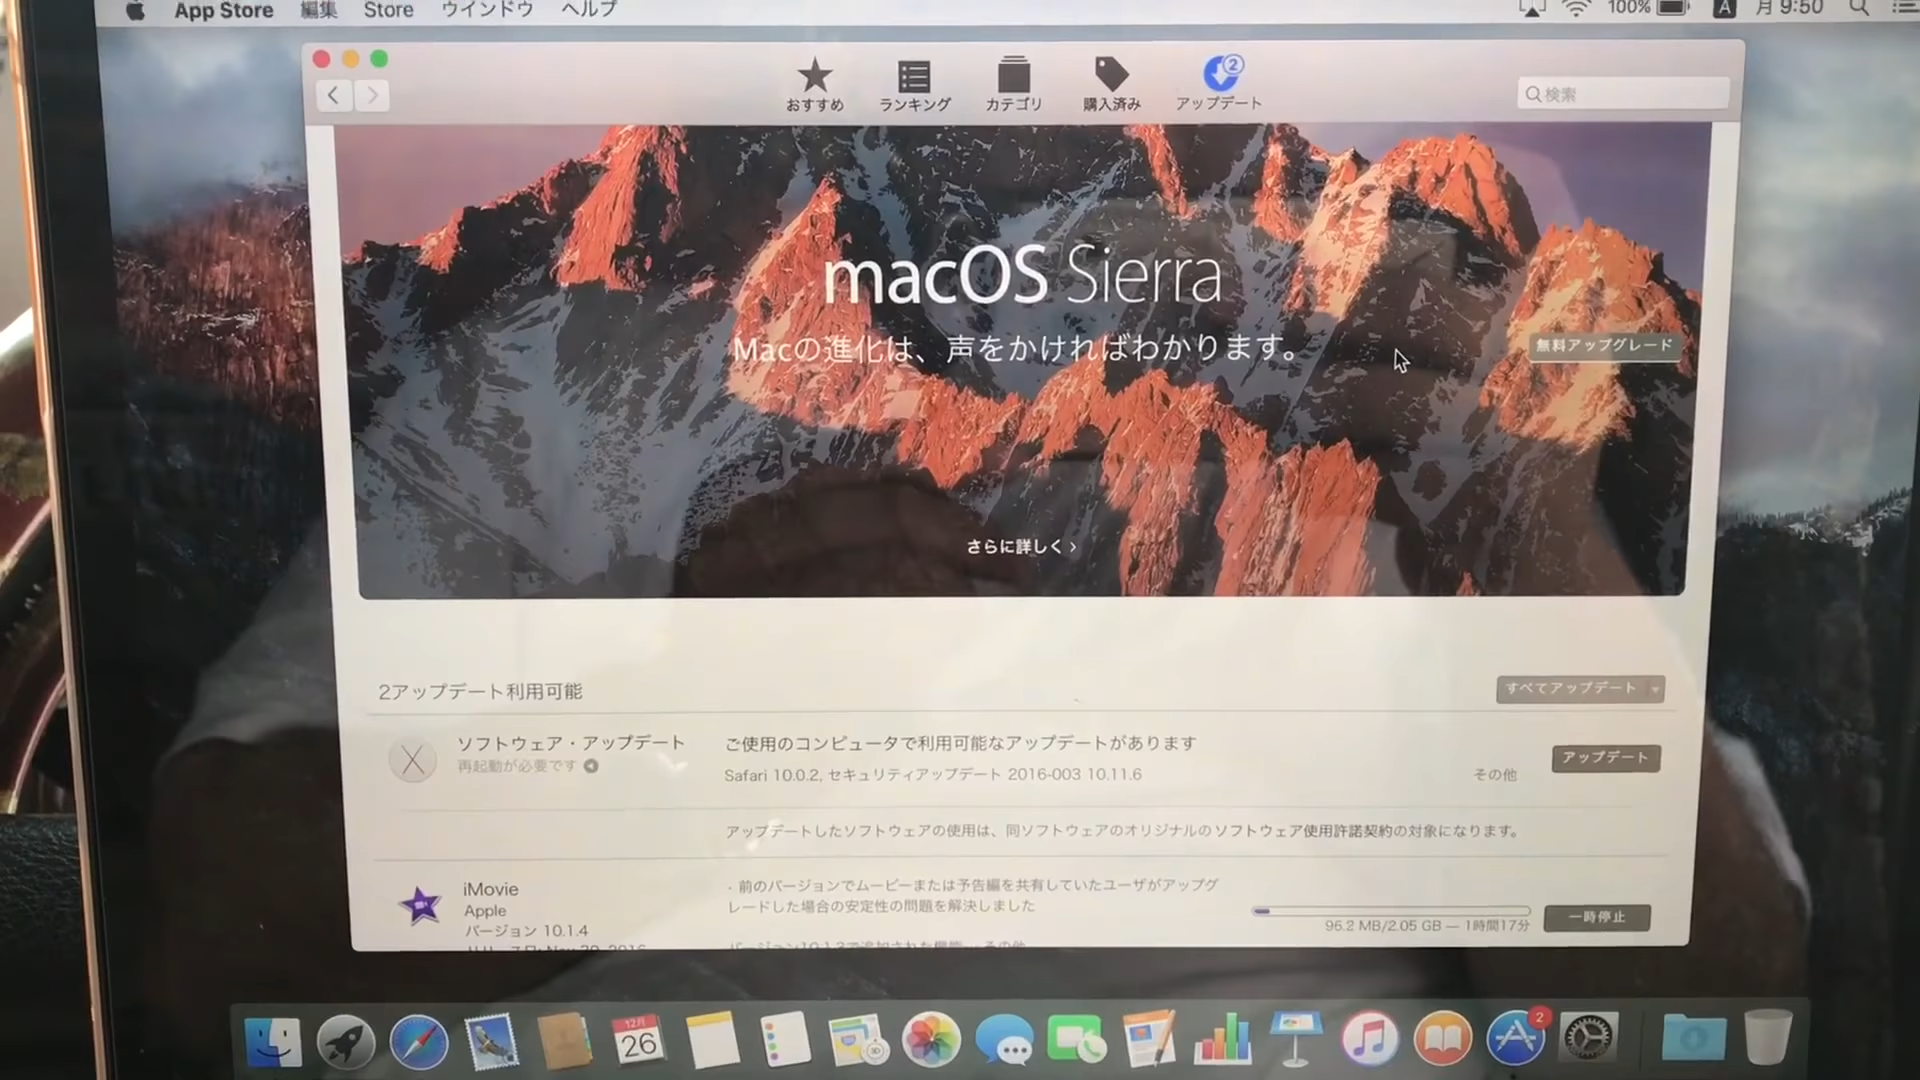 App Store 編集 Store ウインドウ ヘルプ
100% A 月 9:50
おすすめ ランキング カテゴリ 購入済み アップデート 2
検索
macOS Sierra
Macの進化は、声をかければわかります。
無料アップグレード
さらに詳しく ›
2アップデート利用可能
すべてアップデート
ソフトウェア・アップデート
再起動が必要です
ご使用のコンピュータで利用可能なアップデートがあります
Safari 10.0.2, セキュリティアップデート 2016-003 10.11.6
その他
アップデート
アップデートしたソフトウェアの使用は、同ソフトウェアのオリジナルのソフトウェア使用許諾契約の対象になります。
iMovie
Apple
バージョン 10.1.4
- 前のバージョンでムービーまたは予告編を共有していたユーザがアップグ
レードした場合の安定性の問題を解決しました
96.2 MB/2.05 GB — 1時間17分
一時停止
12月
26
2